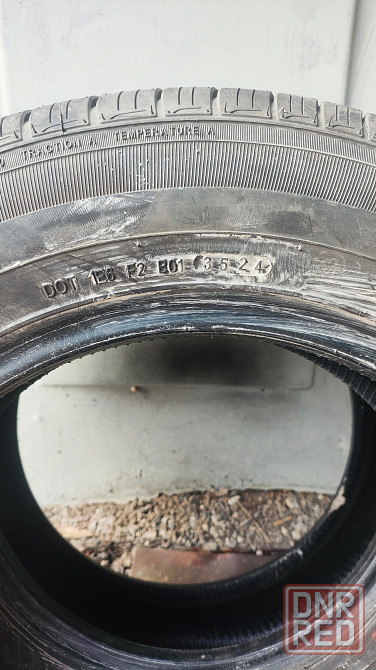 TRACTION A TEMPERATURE A
DOT 1E6 F2 B01 3524
DNR
RED